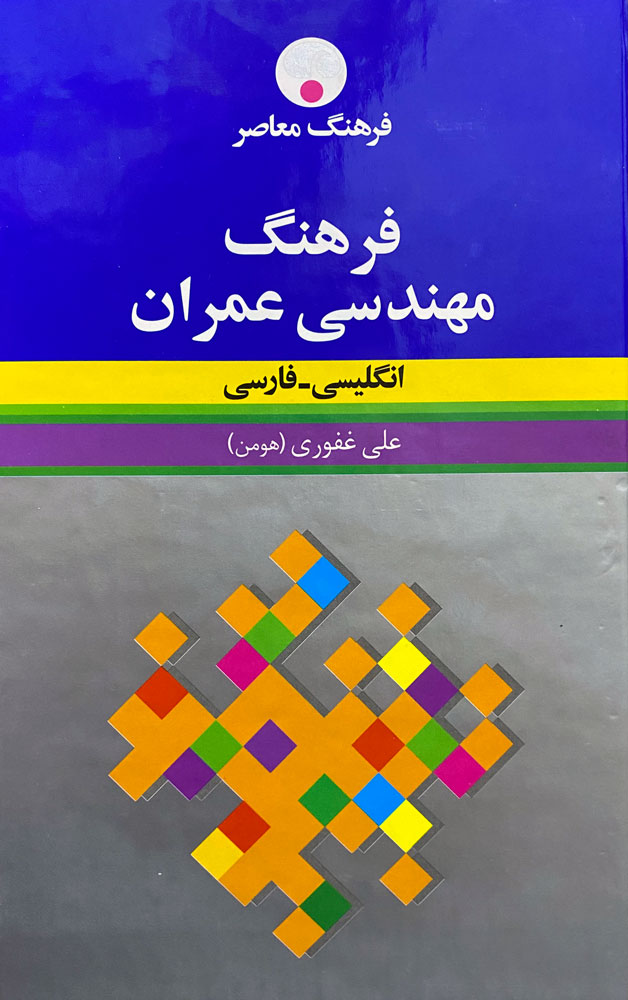 فرهنگ معاصر
فرهنگ
مهندسی عمران
انگلیسی-فارسی
علی غفوری (هومن)